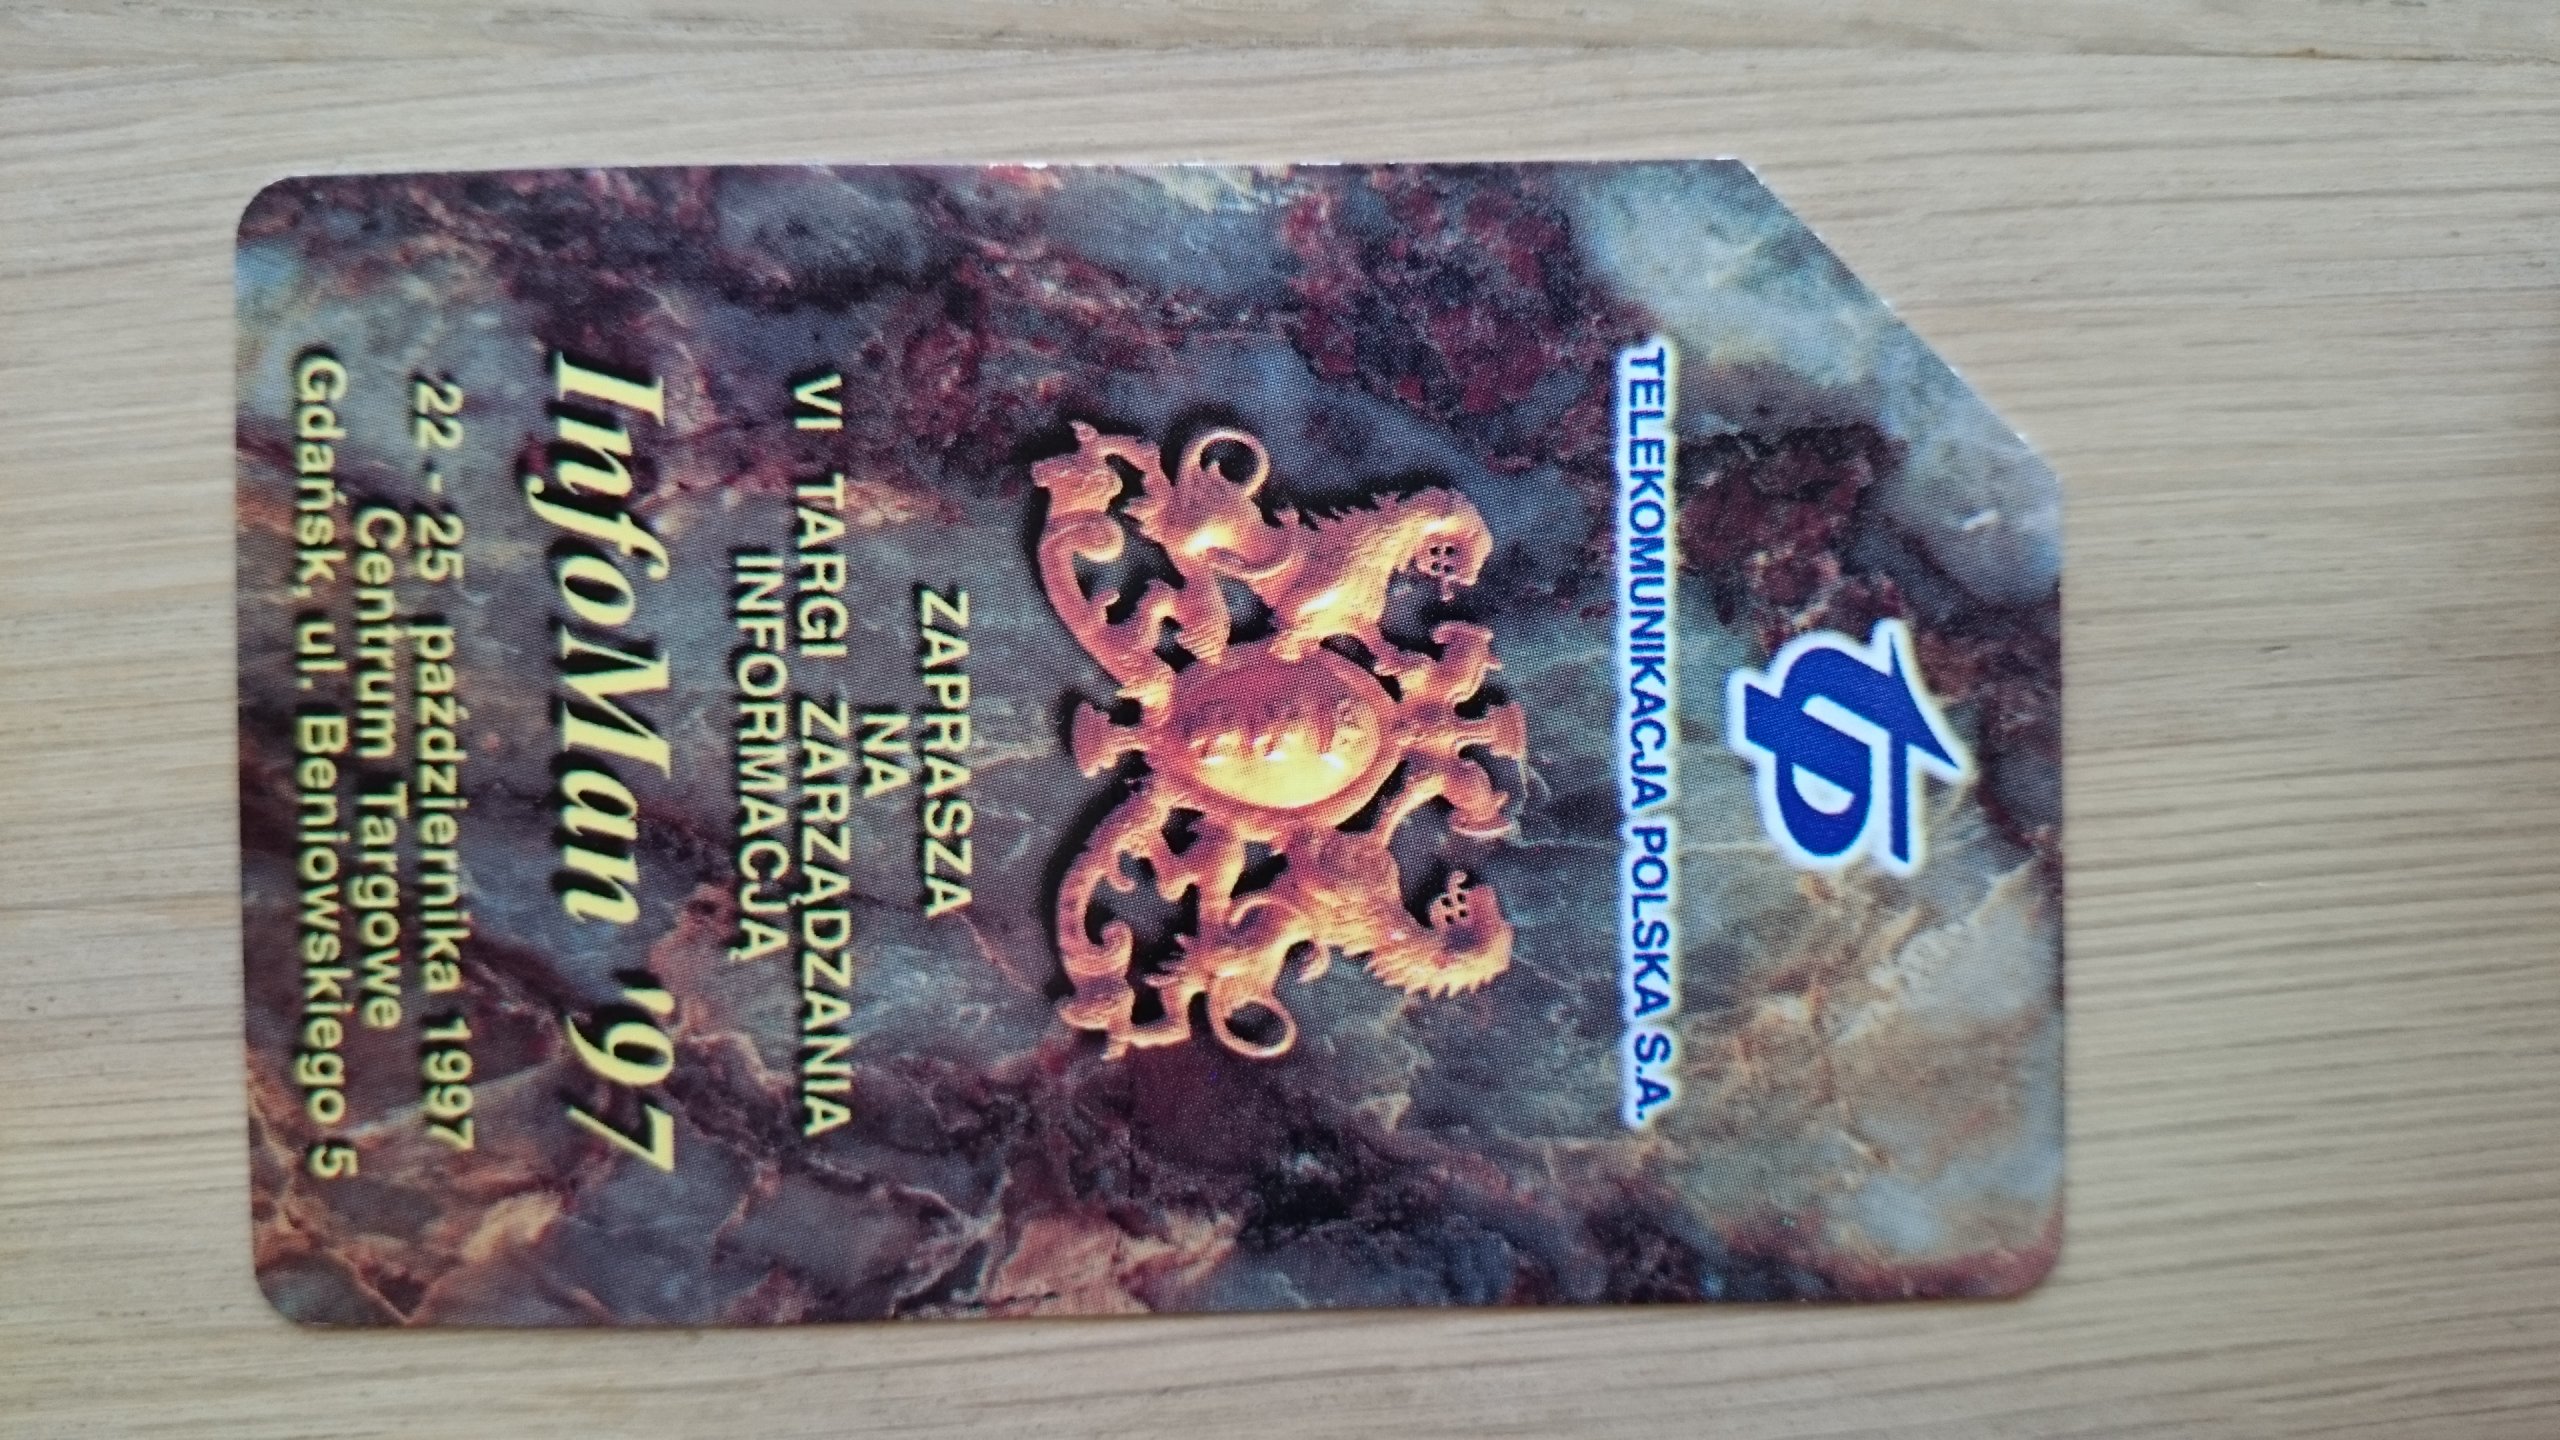 TP
TELEKOMUNIKACJA POLSKA S.A.
ZAPRASZA
NA
VI TARGI ZARZĄDZANIA
INFORMACJĄ
InfoMan '97
22 - 25 października 1997
Centrum Targowe
Gdańsk, ul. Beniowskiego 5